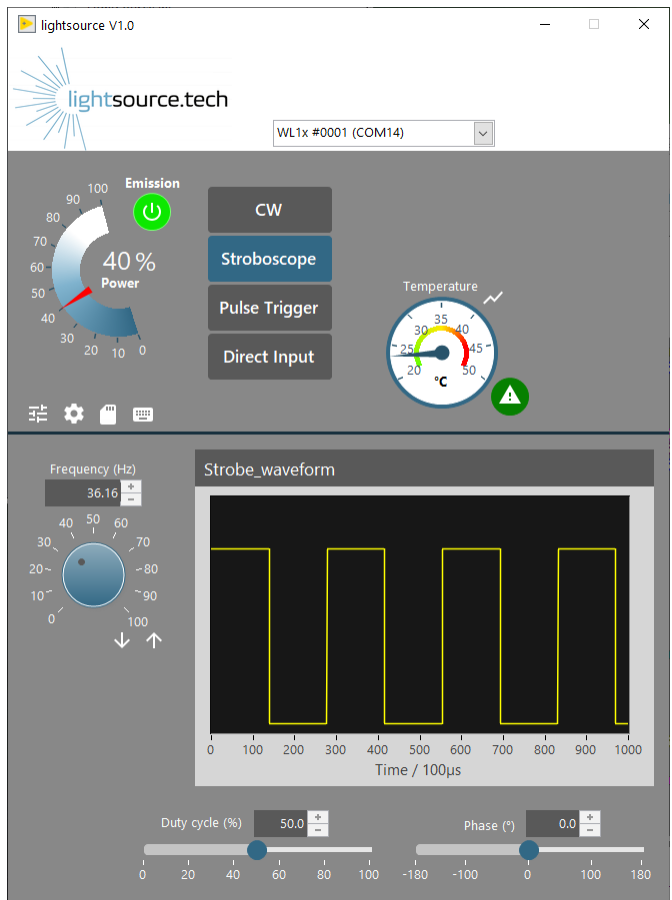 lightsource V1.0
lightsource.tech
WL1x #0001 (COM14)
Emission
100
90
80
70
60
50
40
30
20
10
0
40 %
Power
CW
Stroboscope
Pulse Trigger
Direct Input
Temperature
20
25
30
35
40
45
50
°C
Frequency (Hz)
36.16
0
10
20
30
40
50
60
70
80
90
100
Strobe_waveform
0 100 200 300 400 500 600 700 800 900 1000
Time / 100µs
Duty cycle (%) 50.0
0 20 40 60 80 100
Phase (°) 0.0
-180 -100 0 100 180